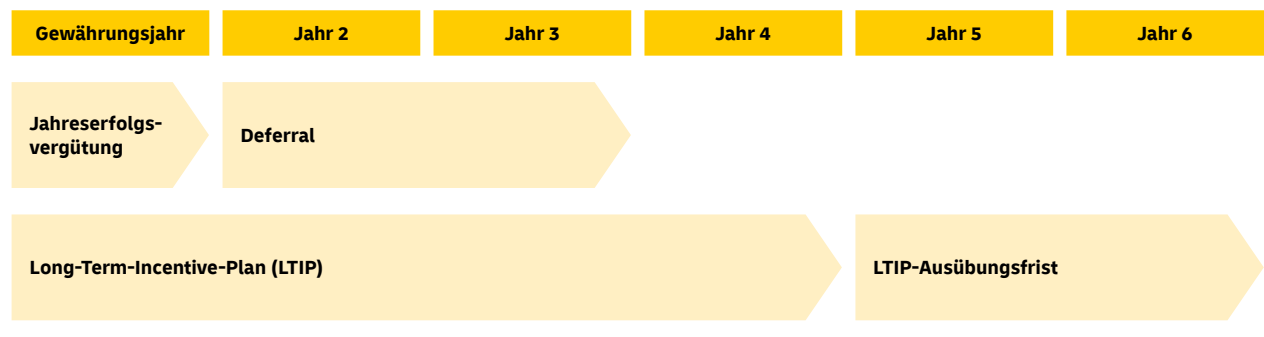 Gewährungsjahr
Jahr 2
Jahr 3
Jahr 4
Jahr 5
Jahr 6
Jahreserfolgs-
vergütung
Deferral
Long-Term-Incentive-Plan (LTIP)
LTIP-Ausübungsfrist